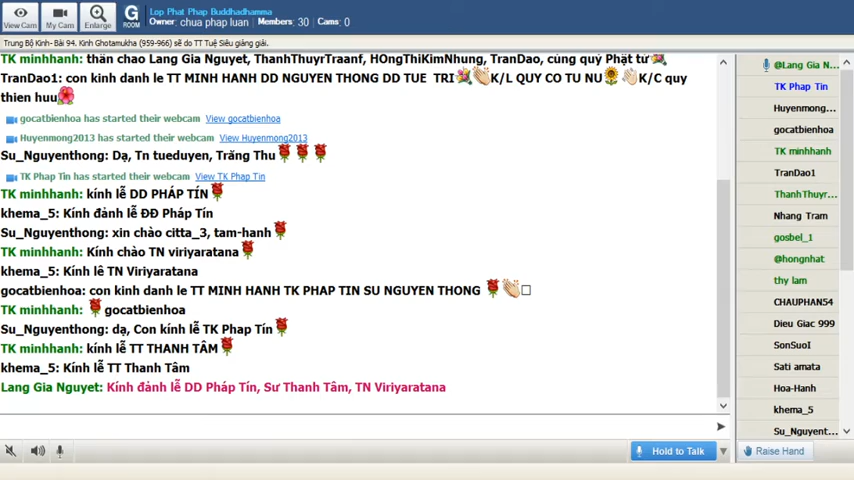 View Cam
My Cam
Enlarge
G
ROOM
Lop Phat Phap Buddhadhamma
Owner: chua phap luan / Members: 30 / Cams: 0
Trung Bộ Kinh- Bài 94. Kinh Ghotamukha (959-966) sẽ do TT Tuệ Siêu giảng giải.
TK minhhanh: thân chao Lang Gia Nguyet, ThanhThuyrTraanf, HOngThiKimNhung, TranDao, cùng quý Phật tử
TranDao1: con kinh danh le TT MINH HANH DD NGUYEN THONG DD TUE TRI K/L QUY CO TU NU K/C quy
thien huu
gocatbienhoa has started their webcam View gocatbienhoa
Huyenmong2013 has started their webcam View Huyenmong2013
Su_Nguyenthong: Dạ, Tn tueduyen, Trăng Thu
TK Phap Tin has started their webcam View TK Phap Tin
TK minhhanh: kính lễ DD PHÁP TÍN
khema_5: Kính đảnh lễ ĐĐ Pháp Tín
Su_Nguyenthong: xin chào citta_3, tam-hanh
TK minhhanh: Kính chào TN viriyaratana
khema_5: Kính lê TN Viriyaratana
gocatbienhoa: con kinh danh le TT MINH HANH TK PHAP TIN SU NGUYEN THONG
TK minhhanh: gocatbienhoa
Su_Nguyenthong: dạ, Con kính lễ TK Phap Tín
TK minhhanh: kính lễ TT THANH TÂM
khema_5: Kính lễ TT Thanh Tâm
Lang Gia Nguyet: Kính đảnh lễ DD Pháp Tín, Sư Thanh Tâm, TN Viriyaratana
Hold to Talk
@Lang Gia N...
TK Phap Tin
Huyenmong...
gocatbienhoa
TK minhhanh
TranDao1
ThanhThuyr...
Nhang Tram
gosbel_1
@hongnhat
thy lam
CHAUPHAN54
Dieu Giac 999
SonSuoI
Sati amata
Hoa-Hanh
khema_5
Su_Nguyent...
Raise Hand